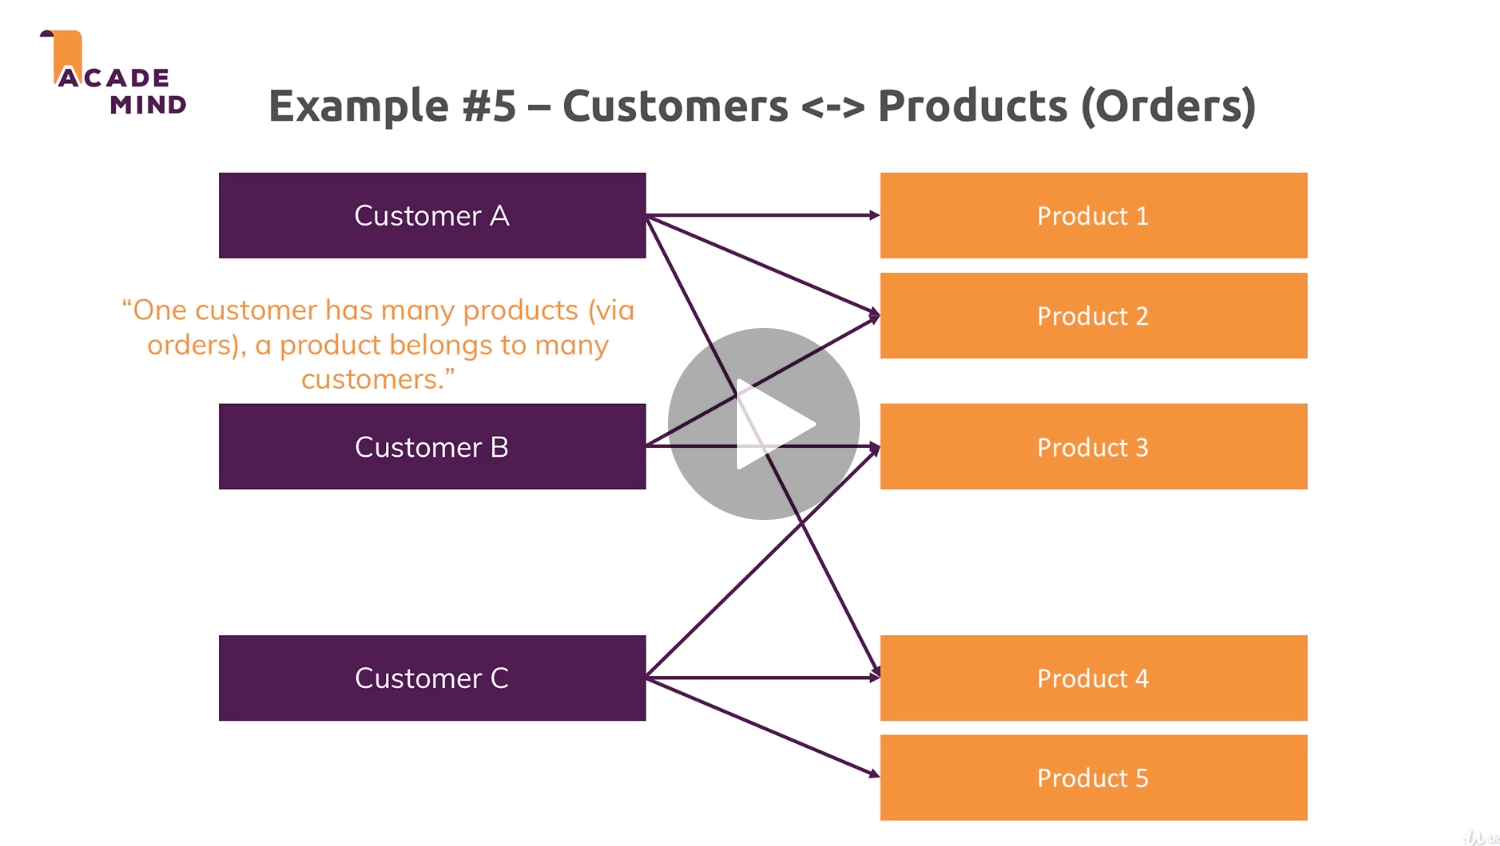 ACADE
MIND
Example #5 – Customers <-> Products (Orders)
Customer A
Product 1
Product 2
“One customer has many products (via
orders), a product belongs to many
customers.”
Customer B
Product 3
Customer C
Product 4
Product 5